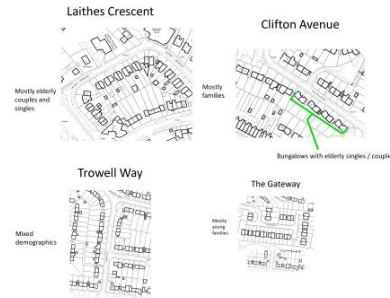 Laithes Crescent
Clifton Avenue
Mostly elderly
couples and
singles
Mostly
families
Bungalows with elderly singles / couple
Trowell Way
The Gateway
Mixed
demographics
Mostly
young
families